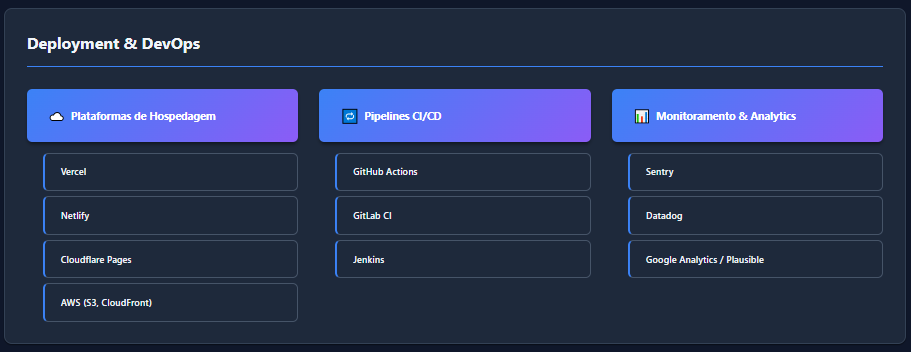 Deployment & DevOps
Plataformas de Hospedagem
Vercel
Netlify
Cloudflare Pages
AWS (S3, CloudFront)
Pipelines CI/CD
GitHub Actions
GitLab CI
Jenkins
Monitoramento & Analytics
Sentry
Datadog
Google Analytics / Plausible